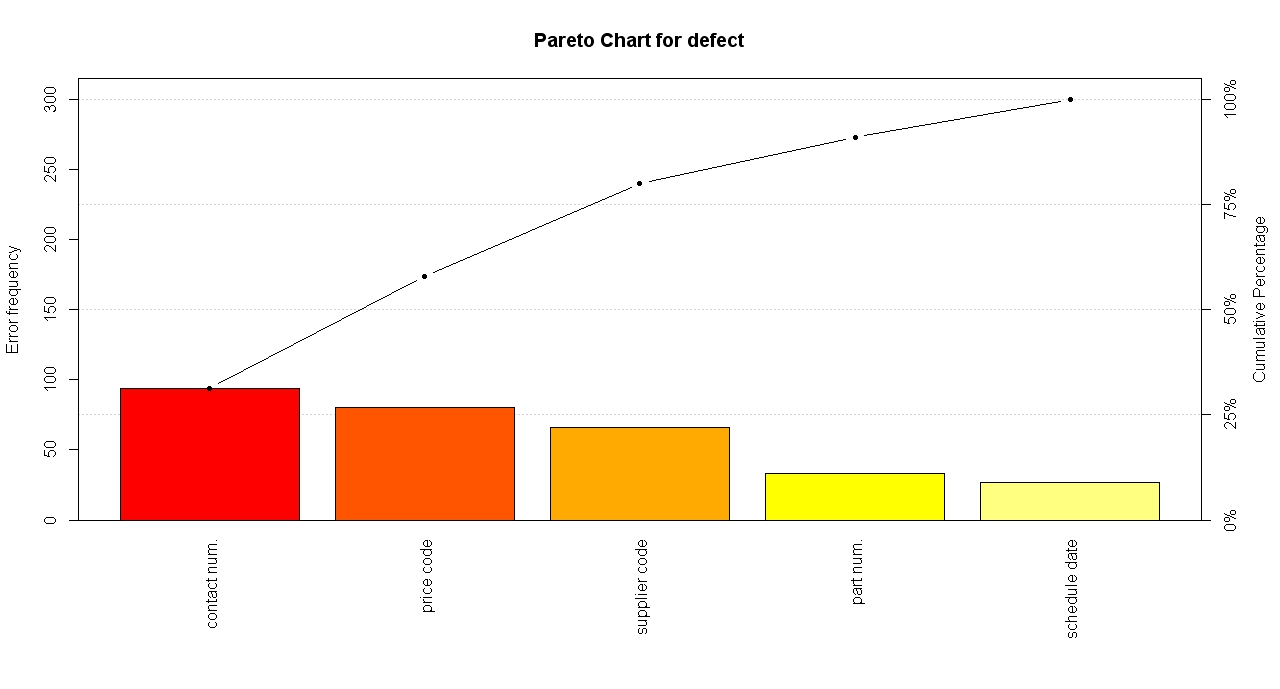 Pareto Chart for defect
Error frequency
300
250
200
150
100
50
0
100%
75%
50%
25%
0%
Cumulative Percentage
contact num.
price code
supplier code
part num.
schedule date